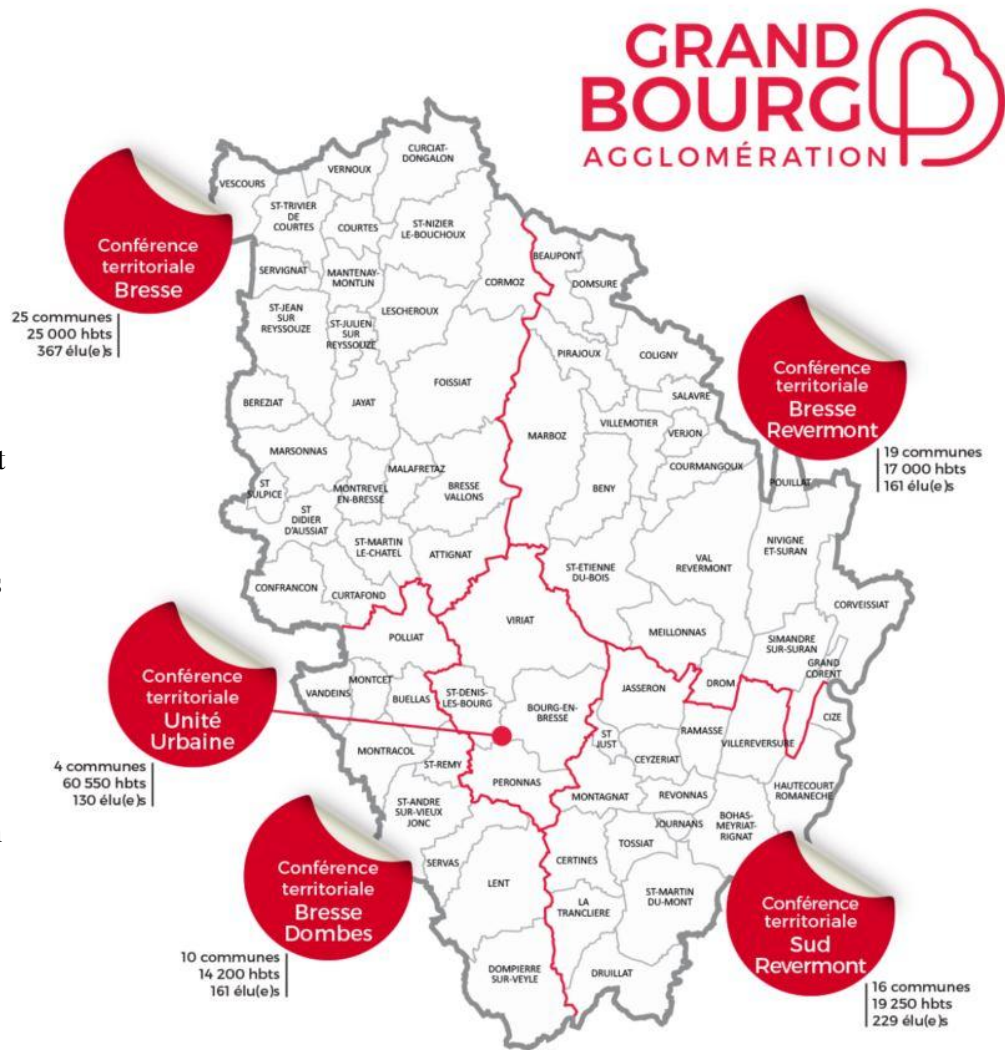 GRAND
BOURG
AGGLOMÉRATION
Conférence
territoriale
Bresse
25 communes
25 000 hbts
367 élu(e)s
Conférence
territoriale
Bresse
Revermont
19 communes
17 000 hbts
161 élu(e)s
Conférence
territoriale
Unité
Urbaine
4 communes
60 550 hbts
130 élu(e)s
Conférence
territoriale
Bresse
Dombes
10 communes
14 200 hbts
161 élu(e)s
Conférence
territoriale
Sud
Revermont
16 communes
19 250 hbts
229 élu(e)s
CURCIAT-
DONGALON
VERNOUX
VESCOURS
ST-TRIVIER
DE
COURTES
COURTES
ST-NIZIER
LE-BOUCHOUX
BEAUPONT
SERVIGNAT
MANTENAY-
MONTLIN
CORMOZ
DOMSURE
ST-JEAN
SUR
REYSSOUZE
ST-JULIEN
SUR
REYSSOUZE
LESCHEROUX
PIRAJOUX
COLIGNY
FOISSIAT
SALAVRE
BEREZIAT
JAYAT
MARBOZ
VILLEMOTIER
VERJON
MARSONNAS
MALAFRETAZ
COURMANGOUX
ST
SULPICE
MONTREVEL
EN-BRESSE
BRESSE
VALLONS
BENY
POUILLAT
ST
DIDIER
D'AUSSIAT
ST-MARTIN
LE-CHATEL
ATTIGNAT
NIVIGNE
ET-SURAN
CONFRANCON
CURTAFOND
ST-ETIENNE
DU-BOIS
VAL
REVERMONT
CORVEISSIAT
POLLIAT
VIRIAT
MEILLONNAS
SIMANDRE
SUR-SURAN
GRAND
CORENT
VANDEINS
MONTCET
BUELLAS
ST-DENIS-
LES-BOURG
BOURG-EN-
BRESSE
JASSERON
DROM
CIZE
MONTRACOL
ST-REMY
ST
JUST
CEYZERIAT
RAMASSE
VILLEREVERSURE
PERONNAS
MONTAGNAT
REVONNAS
HAUTECOURT
ROMANECHE
ST-ANDRE
SUR-VIEUX
JONC
JOURNANS
BOHAS-
MEYRIAT-
RIGNAT
SERVAS
LENT
CERTINES
TOSSIAT
LA
TRANCLIERE
ST-MARTIN
DU-MONT
DOMPIERRE
SUR-VEYLE
DRUILLAT